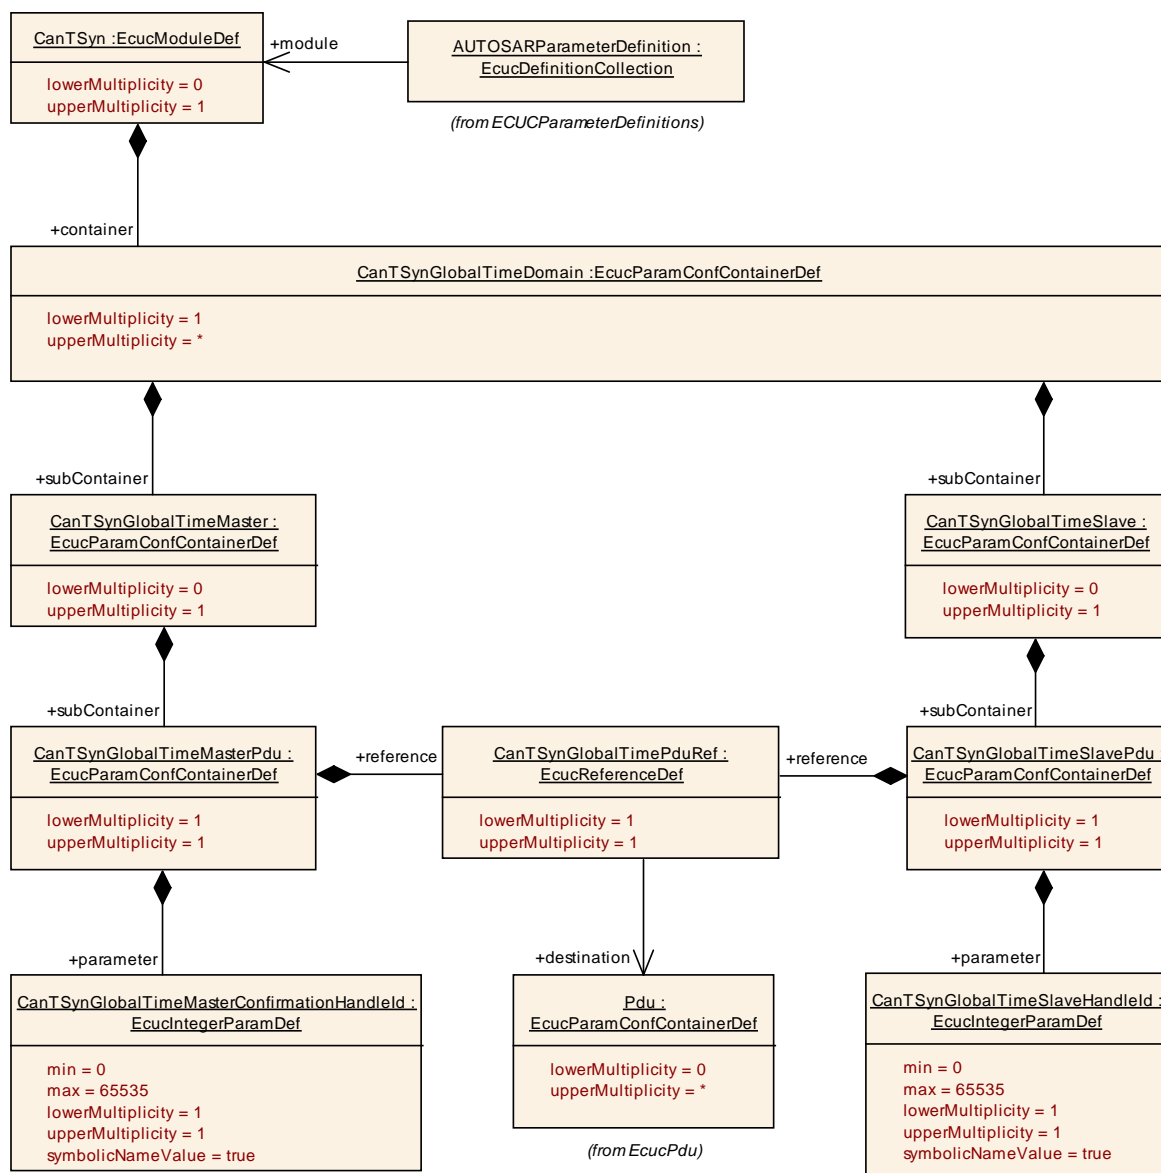 CanTSyn :EcucModuleDef
lowerMultiplicity = 0
upperMultiplicity = 1
+module
AUTOSARParameterDefinition :
EcucDefinitionCollection
(from ECUCParameterDefinitions)
+container
CanTSynGlobalTimeDomain :EcucParamConfContainerDef
lowerMultiplicity = 1
upperMultiplicity = *
+subContainer
CanTSynGlobalTimeMaster :
EcucParamConfContainerDef
lowerMultiplicity = 0
upperMultiplicity = 1
+subContainer
CanTSynGlobalTimeSlave :
EcucParamConfContainerDef
lowerMultiplicity = 0
upperMultiplicity = 1
+subContainer
CanTSynGlobalTimeMasterPdu :
EcucParamConfContainerDef
lowerMultiplicity = 1
upperMultiplicity = 1
+reference
CanTSynGlobalTimePduRef :
EcucReferenceDef
lowerMultiplicity = 1
upperMultiplicity = 1
+reference
+subContainer
CanTSynGlobalTimeSlavePdu :
EcucParamConfContainerDef
lowerMultiplicity = 1
upperMultiplicity = 1
+parameter
CanTSynGlobalTimeMasterConfirmationHandleId :
EcucIntegerParamDef
min = 0
max = 65535
lowerMultiplicity = 1
upperMultiplicity = 1
symbolicNameValue = true
+destination
Pdu :
EcucParamConfContainerDef
lowerMultiplicity = 0
upperMultiplicity = *
(from EcucPdu)
+parameter
CanTSynGlobalTimeSlaveHandleId :
EcucIntegerParamDef
min = 0
max = 65535
lowerMultiplicity = 1
upperMultiplicity = 1
symbolicNameValue = true